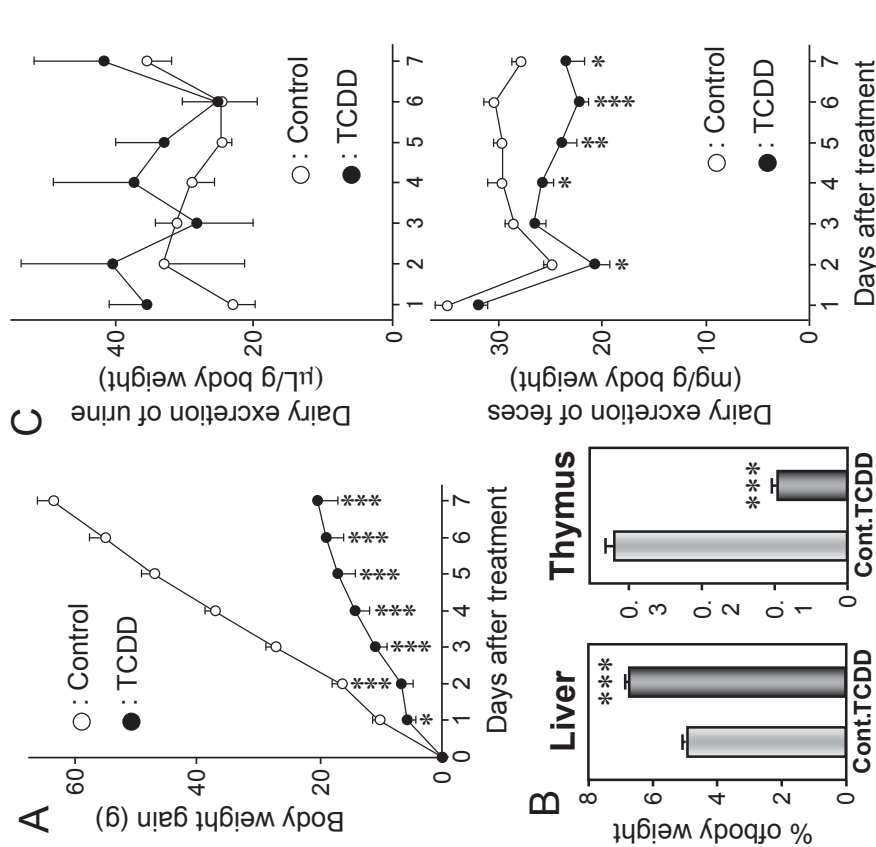 A
Body weight gain (g)
60
40
20
0
○ : Control
● : TCDD
*
***
***
***
***
***
***
0 1 2 3 4 5 6 7
Days after treatment
B
Liver
% ofbody weight
8
6
4
2
0
***
Cont.TCDD
Thymus
0.
3
0.
2
0.
1
0
***
Cont.TCDD
C
Dairy excretion of urine
(μL/g body weight)
40
20
0
○ : Control
● : TCDD
1 2 3 4 5 6 7
Dairy excretion of feces
(mg/g body weight)
30
20
10
0
*
*
**
***
*
○ : Control
● : TCDD
1 2 3 4 5 6 7
Days after treatment